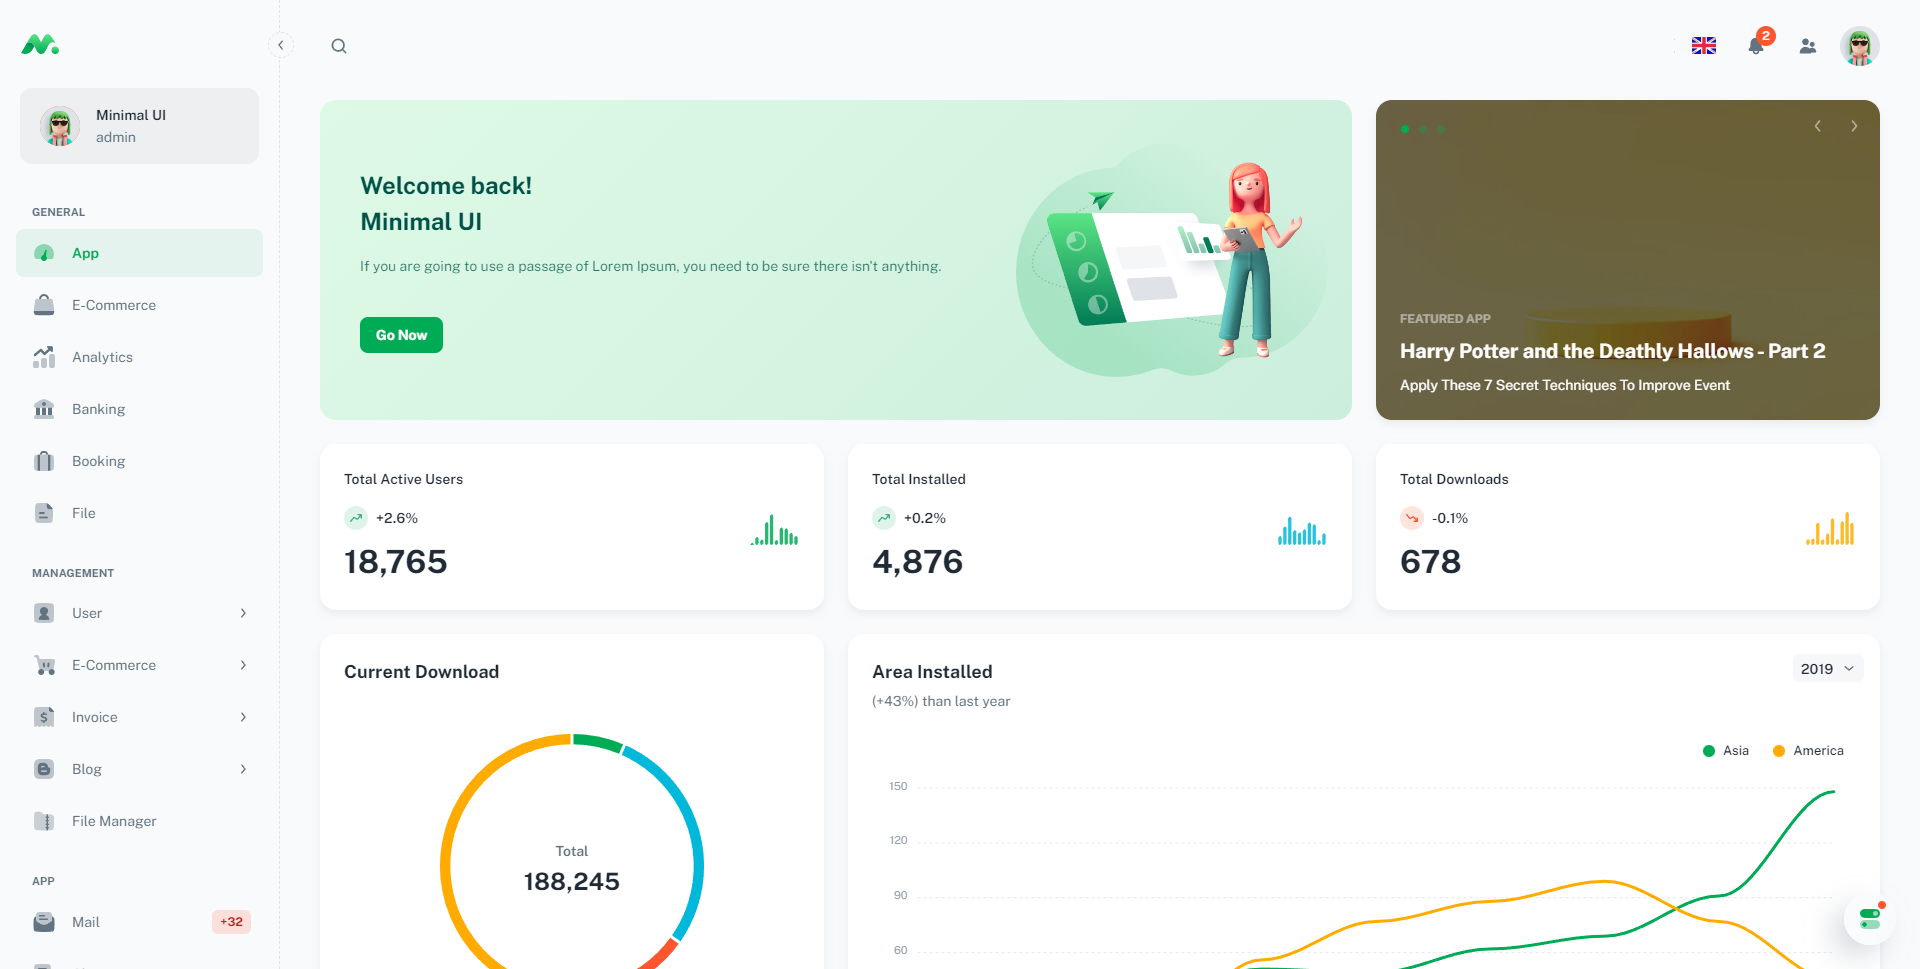 Minimal UI
admin
GENERAL
App
E-Commerce
Analytics
Banking
Booking
File
MANAGEMENT
User
E-Commerce
Invoice
Blog
File Manager
APP
Mail
+32
2
Welcome back!
Minimal UI
If you are going to use a passage of Lorem Ipsum, you need to be sure there isn't anything.
Go Now
FEATURED APP
Harry Potter and the Deathly Hallows - Part 2
Apply These 7 Secret Techniques To Improve Event
Total Active Users
+2.6%
18,765
Total Installed
+0.2%
4,876
Total Downloads
-0.1%
678
Current Download
Total
188,245
Area Installed
(+43%) than last year
2019
Asia
America
150
120
90
60